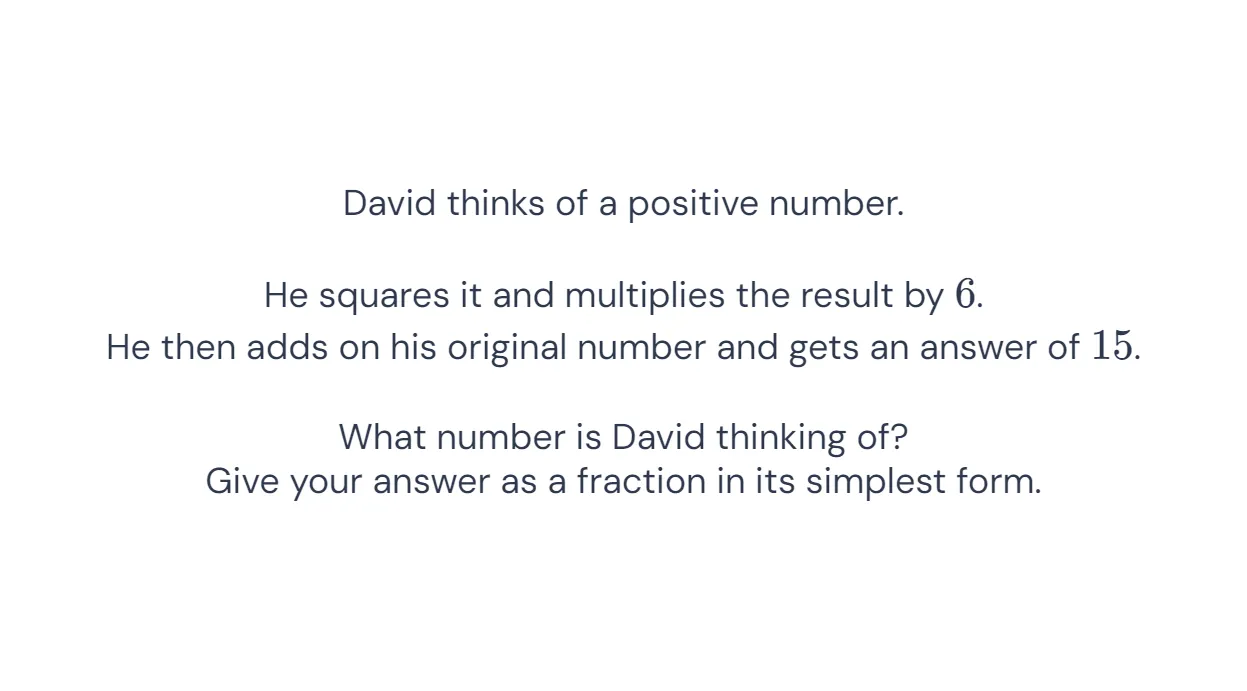 David thinks of a positive number.
He squares it and multiplies the result by 6.
He then adds on his original number and gets an answer of 15.
What number is David thinking of?
Give your answer as a fraction in its simplest form.